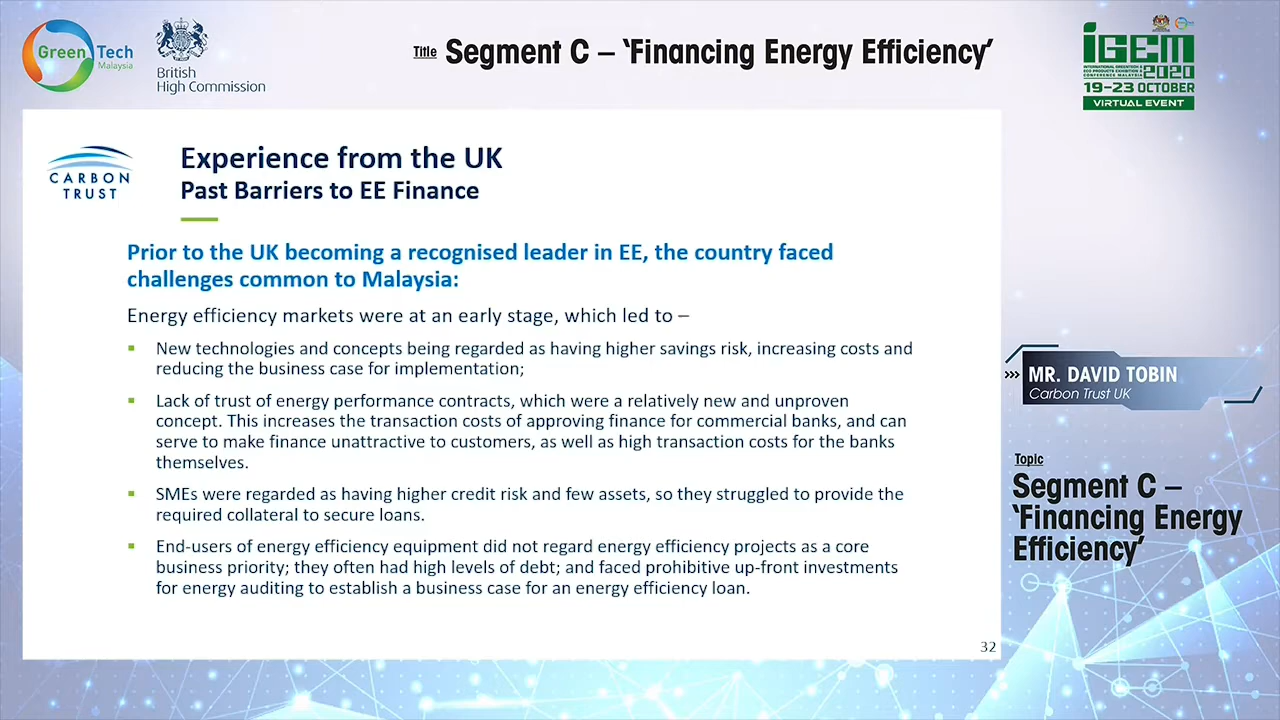 GreenTech
Malaysia
British
High Commission
Title Segment C – ‘Financing Energy Efficiency’
iGEM
INTERNATIONAL GREENTECH &
ECO PRODUCTS EXHIBITION &
CONFERENCE MALAYSIA 2020
19–23 OCTOBER
VIRTUAL EVENT
CARBON
TRUST
Experience from the UK
Past Barriers to EE Finance
Prior to the UK becoming a recognised leader in EE, the country faced
challenges common to Malaysia:
Energy efficiency markets were at an early stage, which led to –
▪ New technologies and concepts being regarded as having higher savings risk, increasing costs and
reducing the business case for implementation;
▪ Lack of trust of energy performance contracts, which were a relatively new and unproven
concept. This increases the transaction costs of approving finance for commercial banks, and can
serve to make finance unattractive to customers, as well as high transaction costs for the banks
themselves.
▪ SMEs were regarded as having higher credit risk and few assets, so they struggled to provide the
required collateral to secure loans.
▪ End-users of energy efficiency equipment did not regard energy efficiency projects as a core
business priority; they often had high levels of debt; and faced prohibitive up-front investments
for energy auditing to establish a business case for an energy efficiency loan.
32
MR. DAVID TOBIN
Carbon Trust UK
Topic
Segment C –
‘Financing Energy
Efficiency’